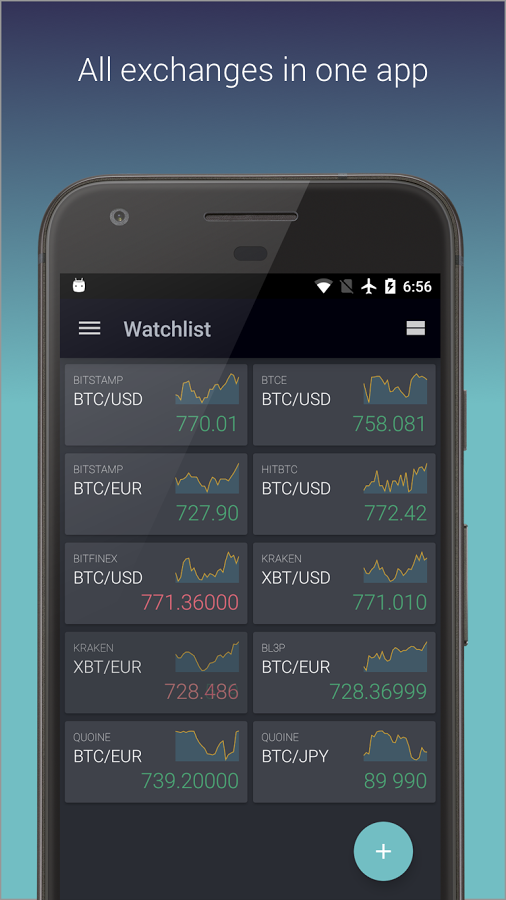 All exchanges in one app
6:56
Watchlist
BITSTAMP
BTC/USD
770.01
BTCE
BTC/USD
758.081
BITSTAMP
BTC/EUR
727.90
HITBTC
BTC/USD
772.42
BITFINEX
BTC/USD
771.36000
KRAKEN
XBT/USD
771.010
KRAKEN
XBT/EUR
728.486
BL3P
BTC/EUR
728.36999
QUOINE
BTC/EUR
739.20000
QUOINE
BTC/JPY
89 990
+